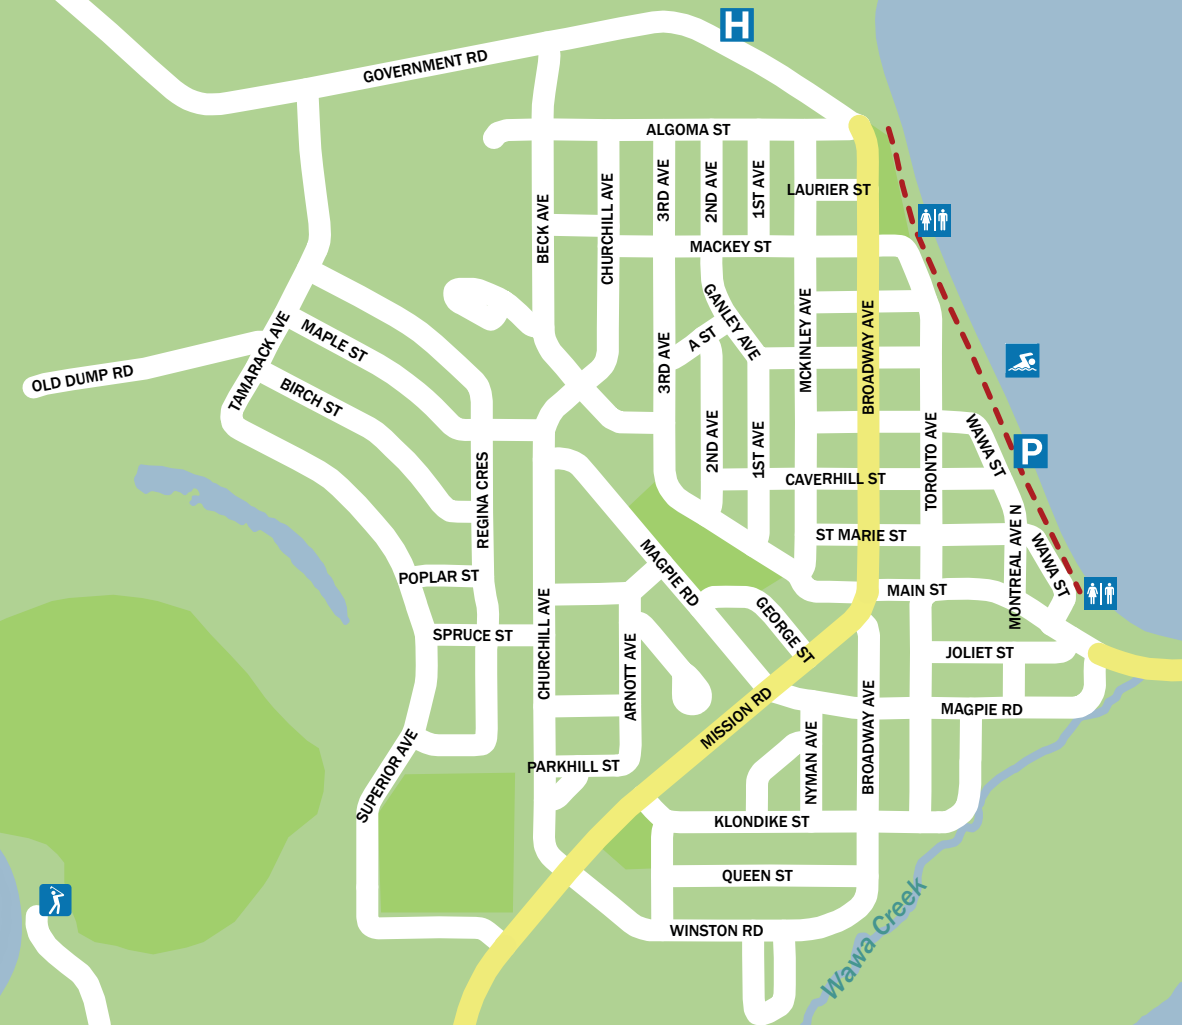 H
GOVERNMENT RD
ALGOMA ST
3RD AVE
2ND AVE
1ST AVE
LAURIER ST
CHURCHILL AVE
BECK AVE
MACKEY ST
GANLEY AVE
A ST
MCKINLEY AVE
BROADWAY AVE
3RD AVE
TAMARACK AVE
MAPLE ST
OLD DUMP RD
BIRCH ST
2ND AVE
1ST AVE
TORONTO AVE
WAWA ST
P
CAVERHILL ST
REGINA CRES
ST MARIE ST
MONTREAL AVE N
WAWA ST
MAGPIE RD
POPLAR ST
MAIN ST
GEORGE ST
CHURCHILL AVE
SPRUCE ST
ARNOTT AVE
JOLIET ST
MISSION RD
BROADWAY AVE
MAGPIE RD
NYMAN AVE
SUPERIOR AVE
PARKHILL ST
KLONDIKE ST
QUEEN ST
WINSTON RD
Wawa Creek